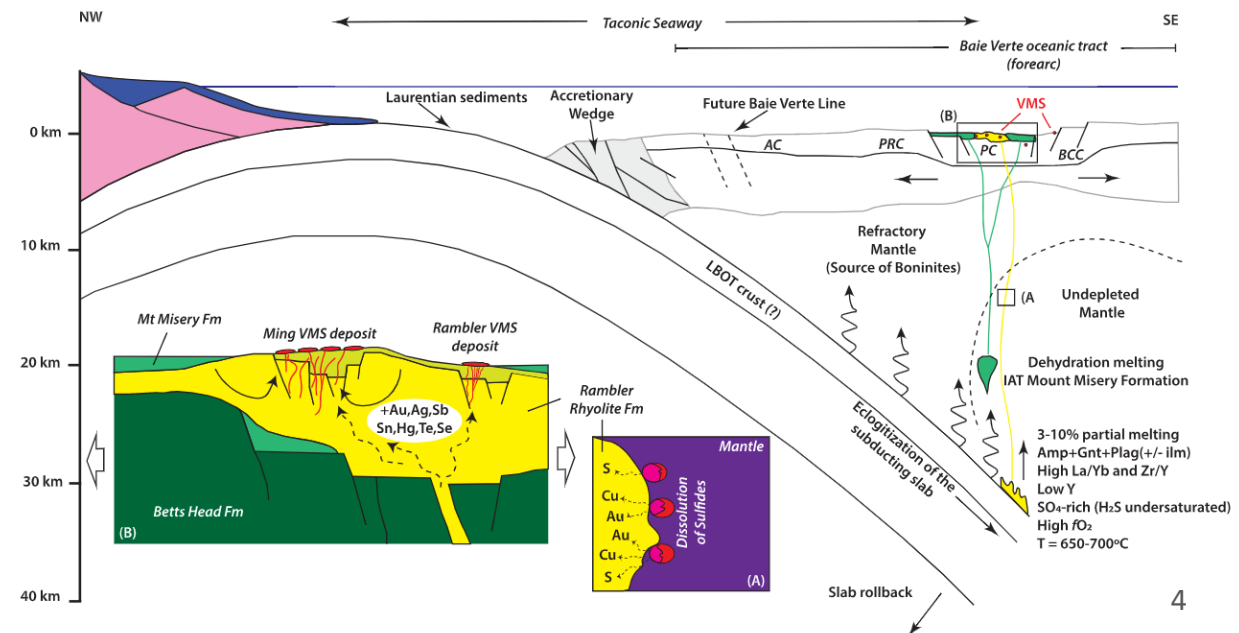 NW
Taconic Seaway
SE
Baie Verte oceanic tract
(forearc)
Laurentian sediments
Accretionary
Wedge
Future Baie Verte Line
VMS
(B)
0 km
AC
PRC
PC
BCC
10 km
Refractory
Mantle
(Source of Boninites)
LBOT crust (?)
(A
Undepleted
Mantle
Mt Misery Fm
Ming VMS deposit
Rambler VMS
deposit
20 km
Dehydration melting
IAT Mount Misery Formation
Rambler
Rhyolite Fm
+Au,Ag,Sb
Sn,Hg,Te,Se
Eclogitization of the
subducting slab
3-10% partial melting
Amp+Gnt+Plag(+/- ilm)
High La/Yb and Zr/Y
Low Y
SO₄-rich (H₂S undersaturated)
High fO₂
T = 650-700ºC
Mantle
S
Cu
Au
Au
Cu
S
Dissolution
of Sulfides
(A)
30 km
Betts Head Fm
(B)
40 km
Slab rollback
4